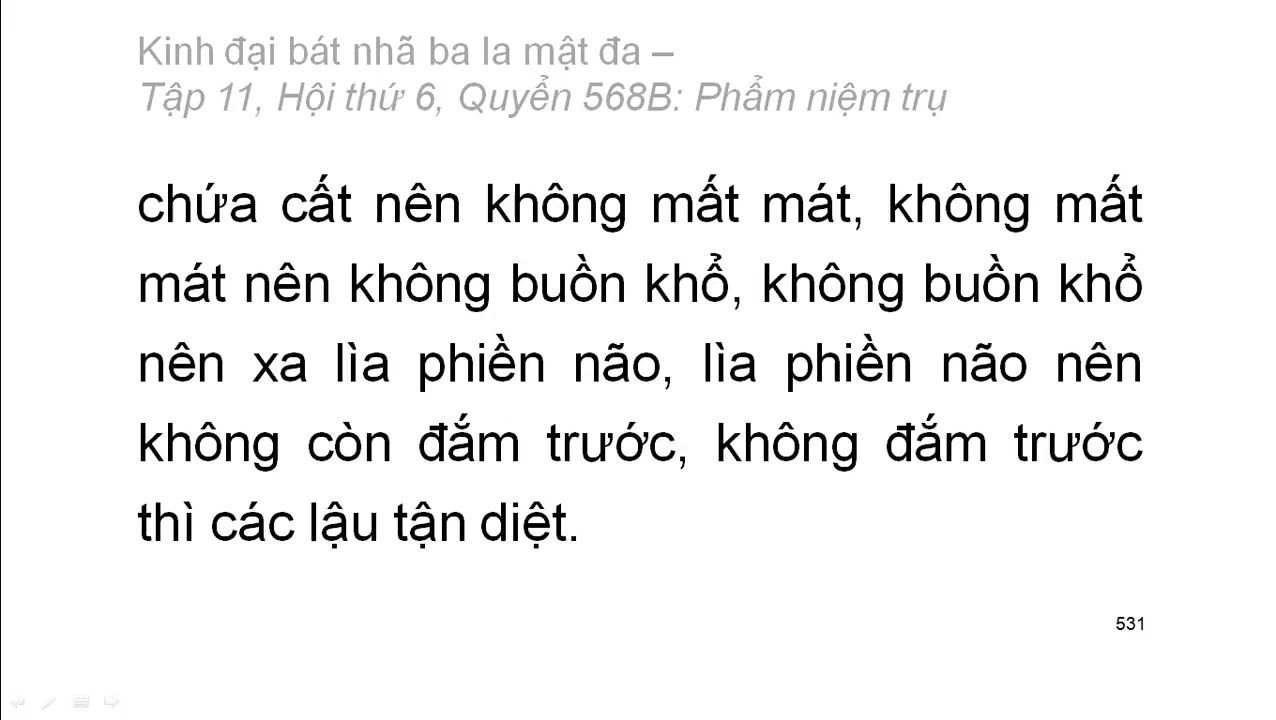 Kinh đại bát nhã ba la mật đa –
Tập 11, Hội thứ 6, Quyển 568B: Phẩm niệm trụ
chứa cất nên không mất mát, không mất
mát nên không buồn khổ, không buồn khổ
nên xa lìa phiền não, lìa phiền não nên
không còn đắm trước, không đắm trước
thì các lậu tận diệt.
531